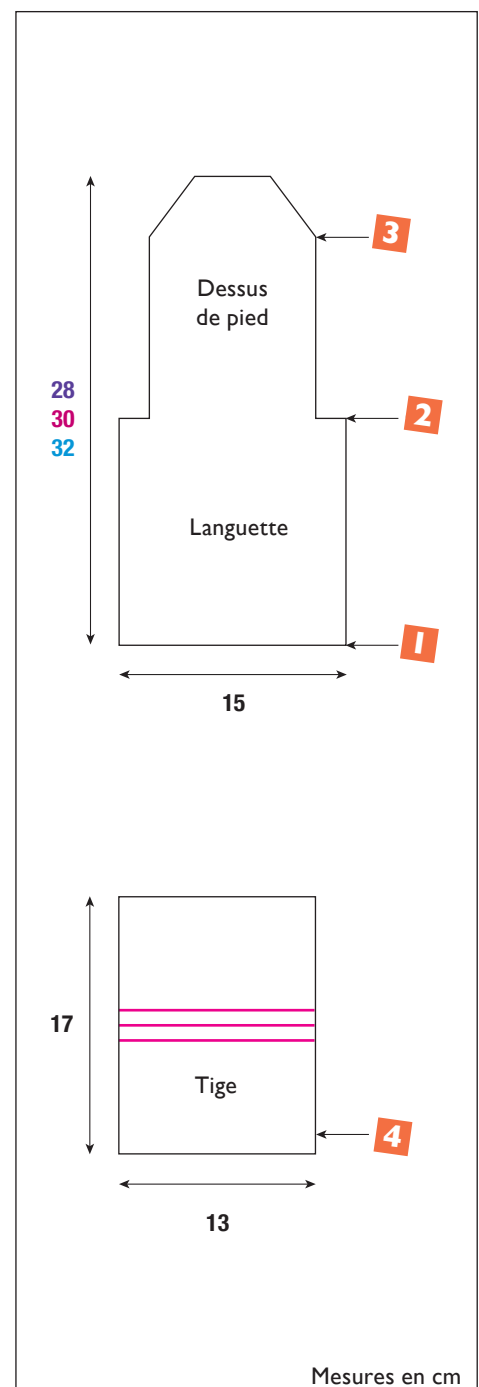 3
Dessus
de pied
28
30
32
2
Languette
1
15
17
Tige
4
13
Mesures en cm